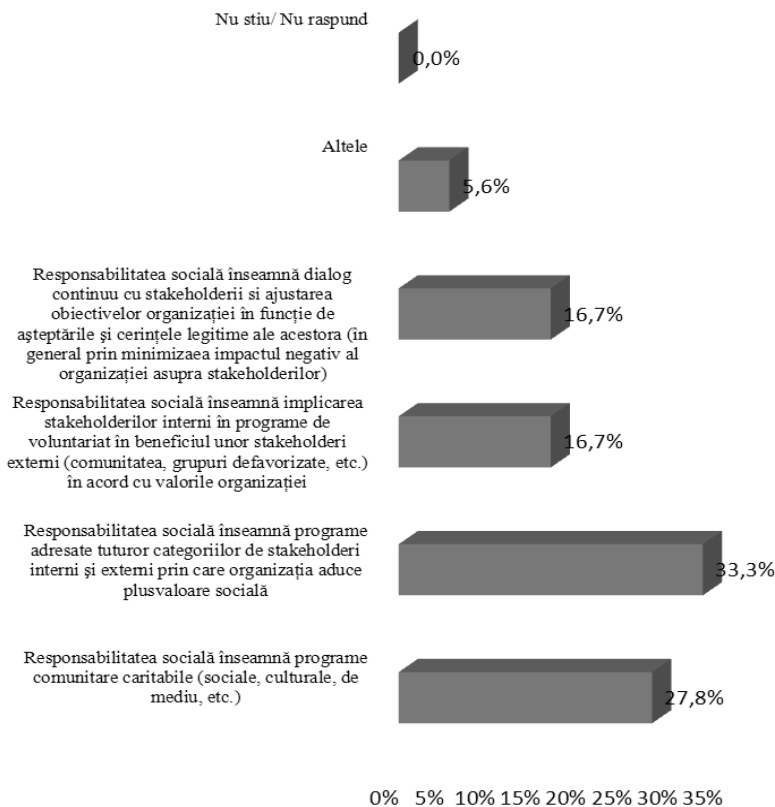 Nu stiu/ Nu raspund
0,0%
Altele
5,6%
Responsabilitatea socială înseamnă dialog
continuu cu stakeholderii si ajustarea
obiectivelor organizației în funcție de
aşteptările şi cerințele legitime ale acestora (în
general prin minimizaea impactul negativ al
organizației asupra stakeholderilor)
16,7%
Responsabilitatea socială înseamnă implicarea
stakeholderilor interni în programe de
voluntariat în beneficiul unor stakeholderi
externi (comunitatea, grupuri defavorizate, etc.)
în acord cu valorile organizației
16,7%
Responsabilitatea socială înseamnă programe
adresate tuturor categoriilor de stakeholderi
interni şi externi prin care organizația aduce
plusvaloare socială
33,3%
Responsabilitatea socială înseamnă programe
comunitare caritabile (sociale, culturale, de
mediu, etc.)
27,8%
0% 5% 10% 15% 20% 25% 30% 35%